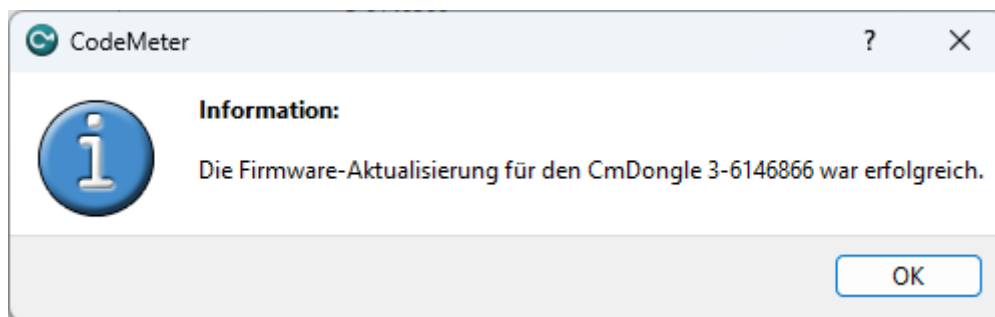 CodeMeter
?
Information:
Die Firmware-Aktualisierung für den CmDongle 3-6146866 war erfolgreich.
OK